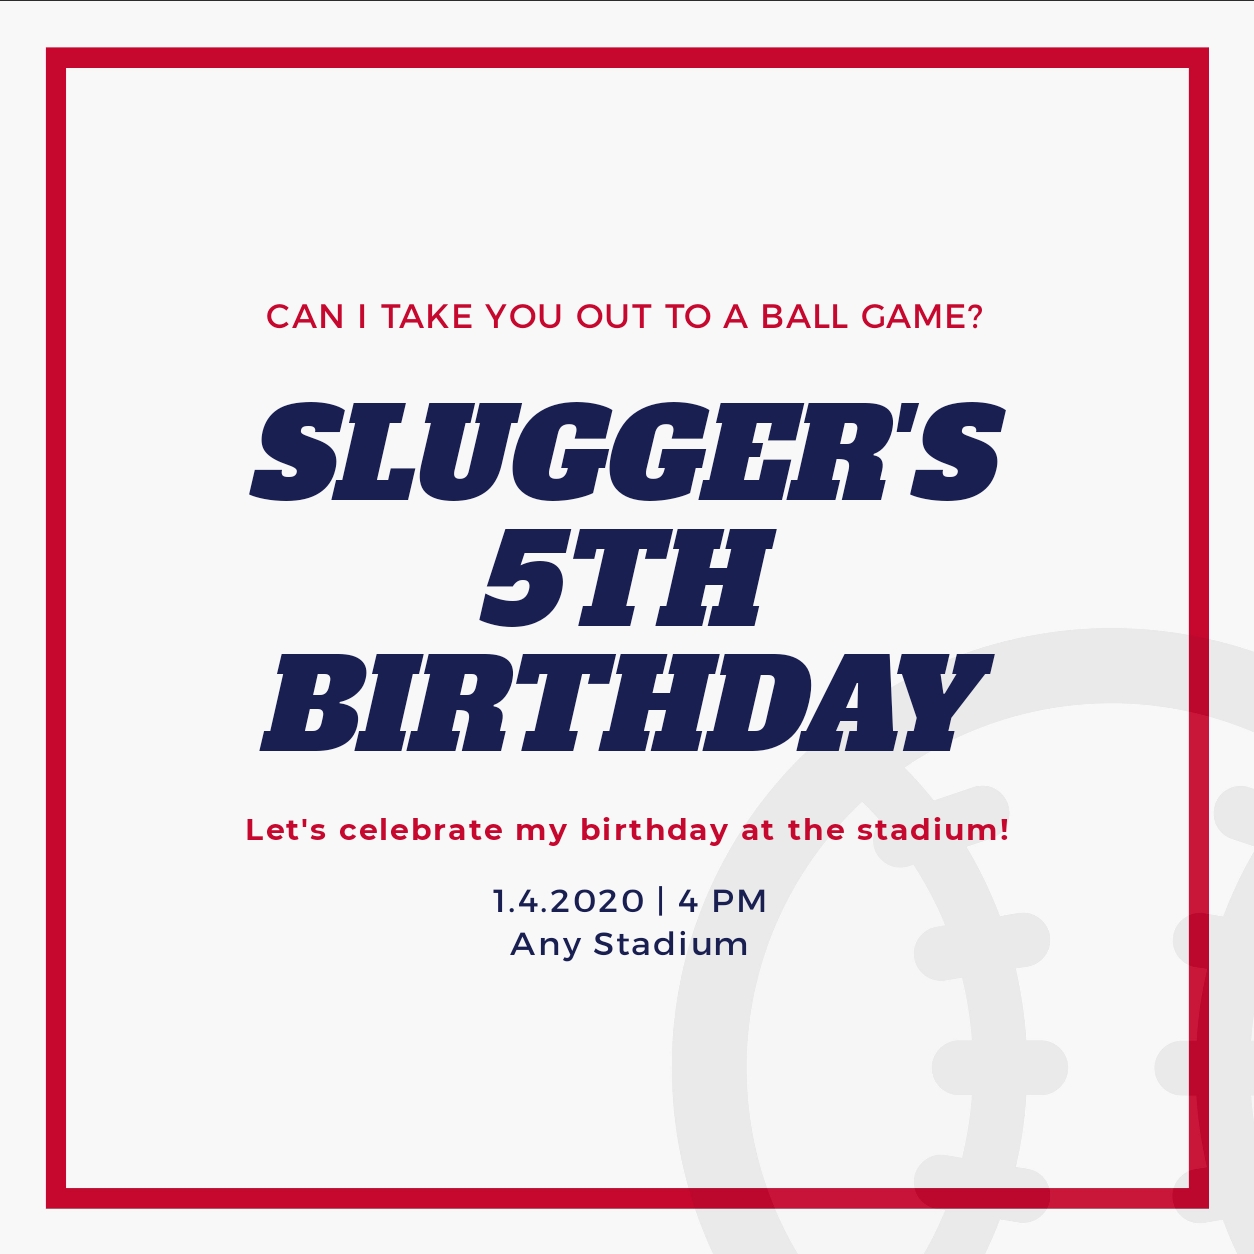 CAN I TAKE YOU OUT TO A BALL GAME?
SLUGGER'S
5TH
BIRTHDAY
Let's celebrate my birthday at the stadium!
1.4.2020 | 4 PM
Any Stadium